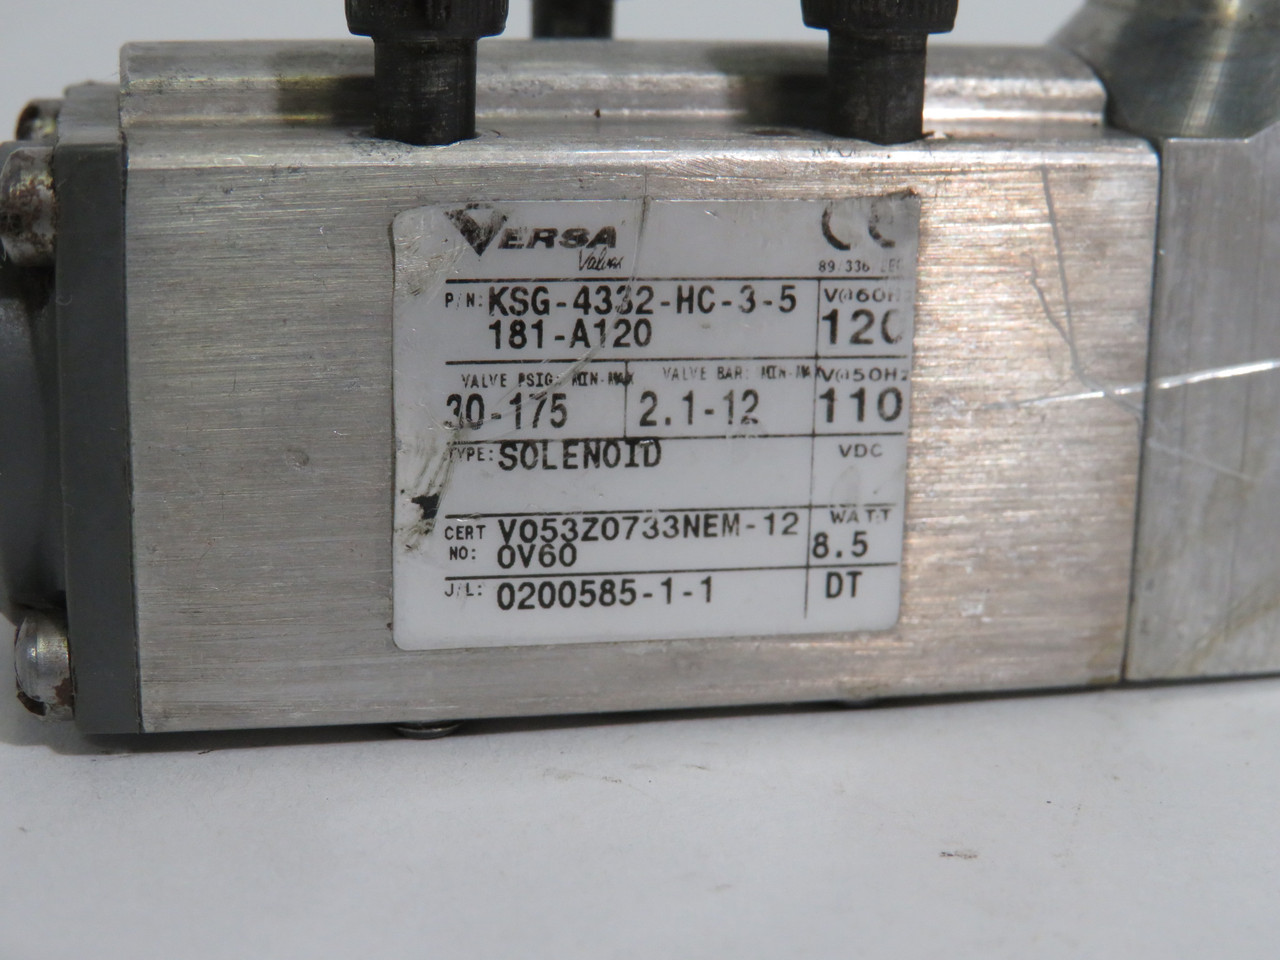 VERSA
Valves
89/336/EEC
P/N: KSG-4332-HC-3-5
181-A120
V@60Hz
120
VALVE PSIG: MIN-MAX
30-175
VALVE BAR: MIN-MAX
2.1-12
V@50Hz
110
TYPE: SOLENOID
VDC
CERT NO: V053Z0733NEM-12
0V60
WATT
8.5
J/L: 0200585-1-1
DT